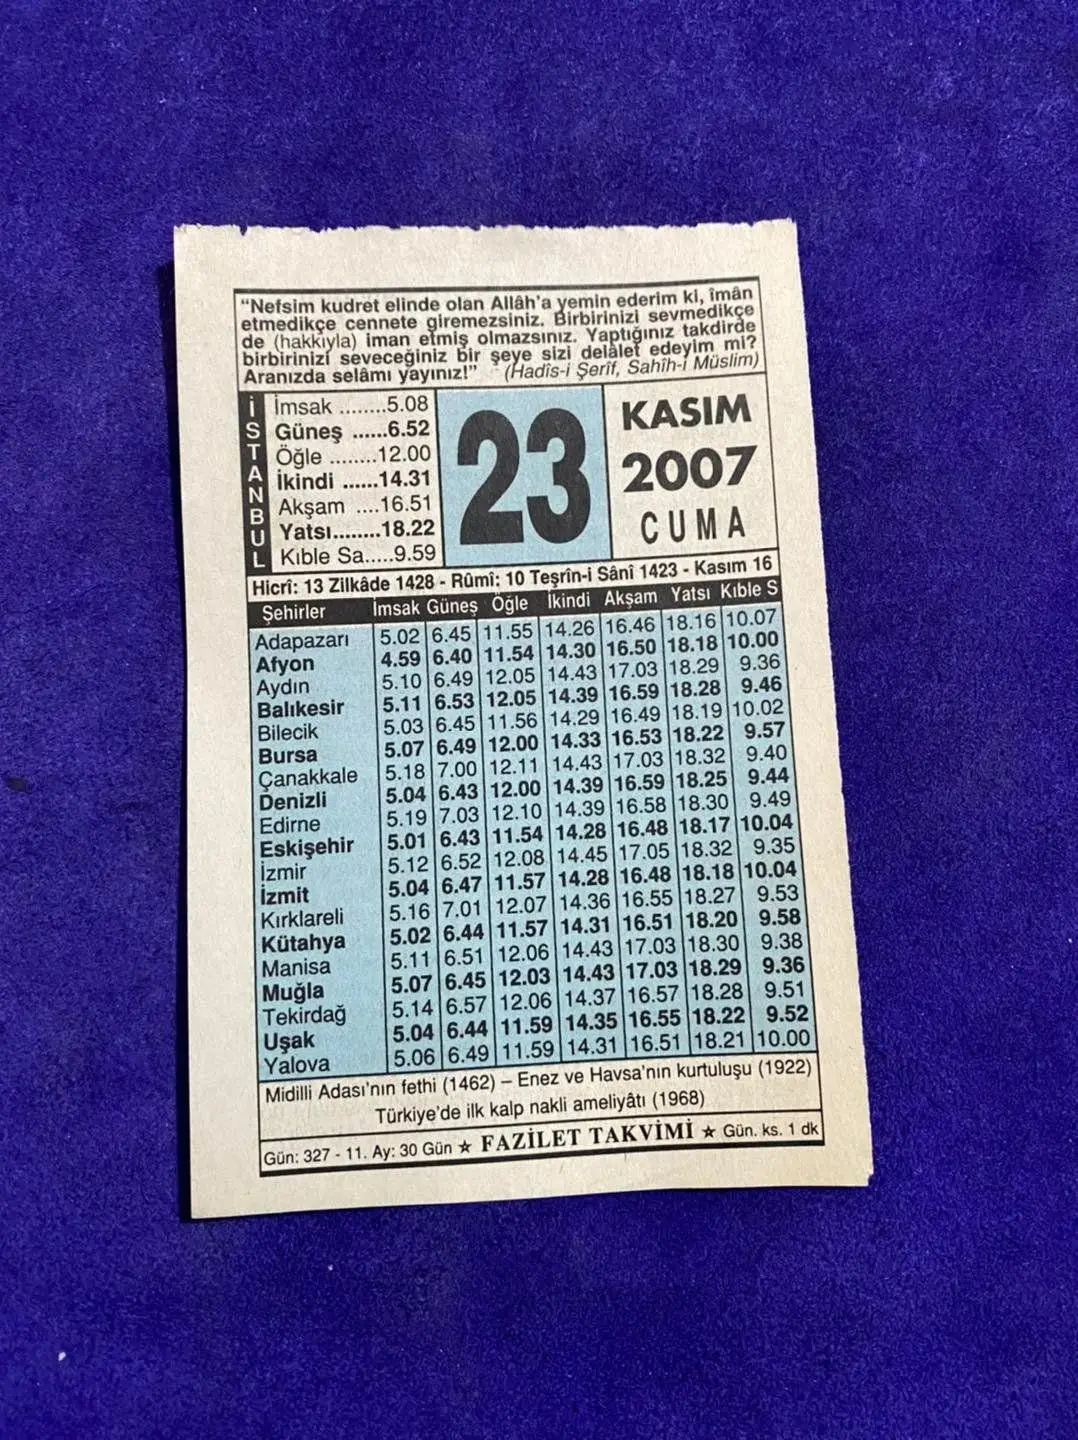 “Nefsim kudret elinde olan Allâh’a yemin ederim ki, îmân
etmedikçe cennete giremezsiniz. Birbirinizi sevmedikçe
de (hakkıyla) iman etmiş olmazsınız. Yaptığınız takdirde
birbirinizi seveceğiniz bir şeye sizi delâlet edeyim mi?
Aranızda selâmı yayınız!” (Hadîs-i Şerîf, Sahîh-i Müslim)
İSTANBUL
İmsak ........5.08
Güneş ......6.52
Öğle ........12.00
İkindi ......14.31
Akşam ....16.51
Yatsı........18.22
Kıble Sa.....9.59
23
KASIM
2007
CUMA
Hicrî: 13 Zilkâde 1428 - Rûmî: 10 Teşrîn-i Sânî 1423 - Kasım 16
Şehirler İmsak Güneş Öğle İkindi Akşam Yatsı Kıble S
Adapazarı 5.02 6.45 11.55 14.26 16.46 18.16 10.07
Afyon 4.59 6.40 11.54 14.30 16.50 18.18 10.00
Aydın 5.10 6.49 12.05 14.43 17.03 18.29 9.36
Balıkesir 5.11 6.53 12.05 14.39 16.59 18.28 9.46
Bilecik 5.03 6.45 11.56 14.29 16.49 18.19 10.02
Bursa 5.07 6.49 12.00 14.33 16.53 18.22 9.57
Çanakkale 5.18 7.00 12.11 14.43 17.03 18.32 9.40
Denizli 5.04 6.43 12.00 14.39 16.59 18.25 9.44
Edirne 5.19 7.03 12.10 14.39 16.58 18.30 9.49
Eskişehir 5.01 6.43 11.54 14.28 16.48 18.17 10.04
İzmir 5.12 6.52 12.08 14.45 17.05 18.32 9.35
İzmit 5.04 6.47 11.57 14.28 16.48 18.18 10.04
Kırklareli 5.16 7.01 12.07 14.36 16.55 18.27 9.53
Kütahya 5.02 6.44 11.57 14.31 16.51 18.20 9.58
Manisa 5.11 6.51 12.06 14.43 17.03 18.30 9.38
Muğla 5.07 6.45 12.03 14.43 17.03 18.29 9.36
Tekirdağ 5.14 6.57 12.06 14.37 16.57 18.28 9.51
Uşak 5.04 6.44 11.59 14.35 16.55 18.22 9.52
Yalova 5.06 6.49 11.59 14.31 16.51 18.21 10.00
Midilli Adası’nın fethi (1462) – Enez ve Havsa’nın kurtuluşu (1922)
Türkiye’de ilk kalp nakli ameliyâtı (1968)
Gün: 327 - 11. Ay: 30 Gün ★ FAZİLET TAKVİMİ ★ Gün. ks. 1 dk